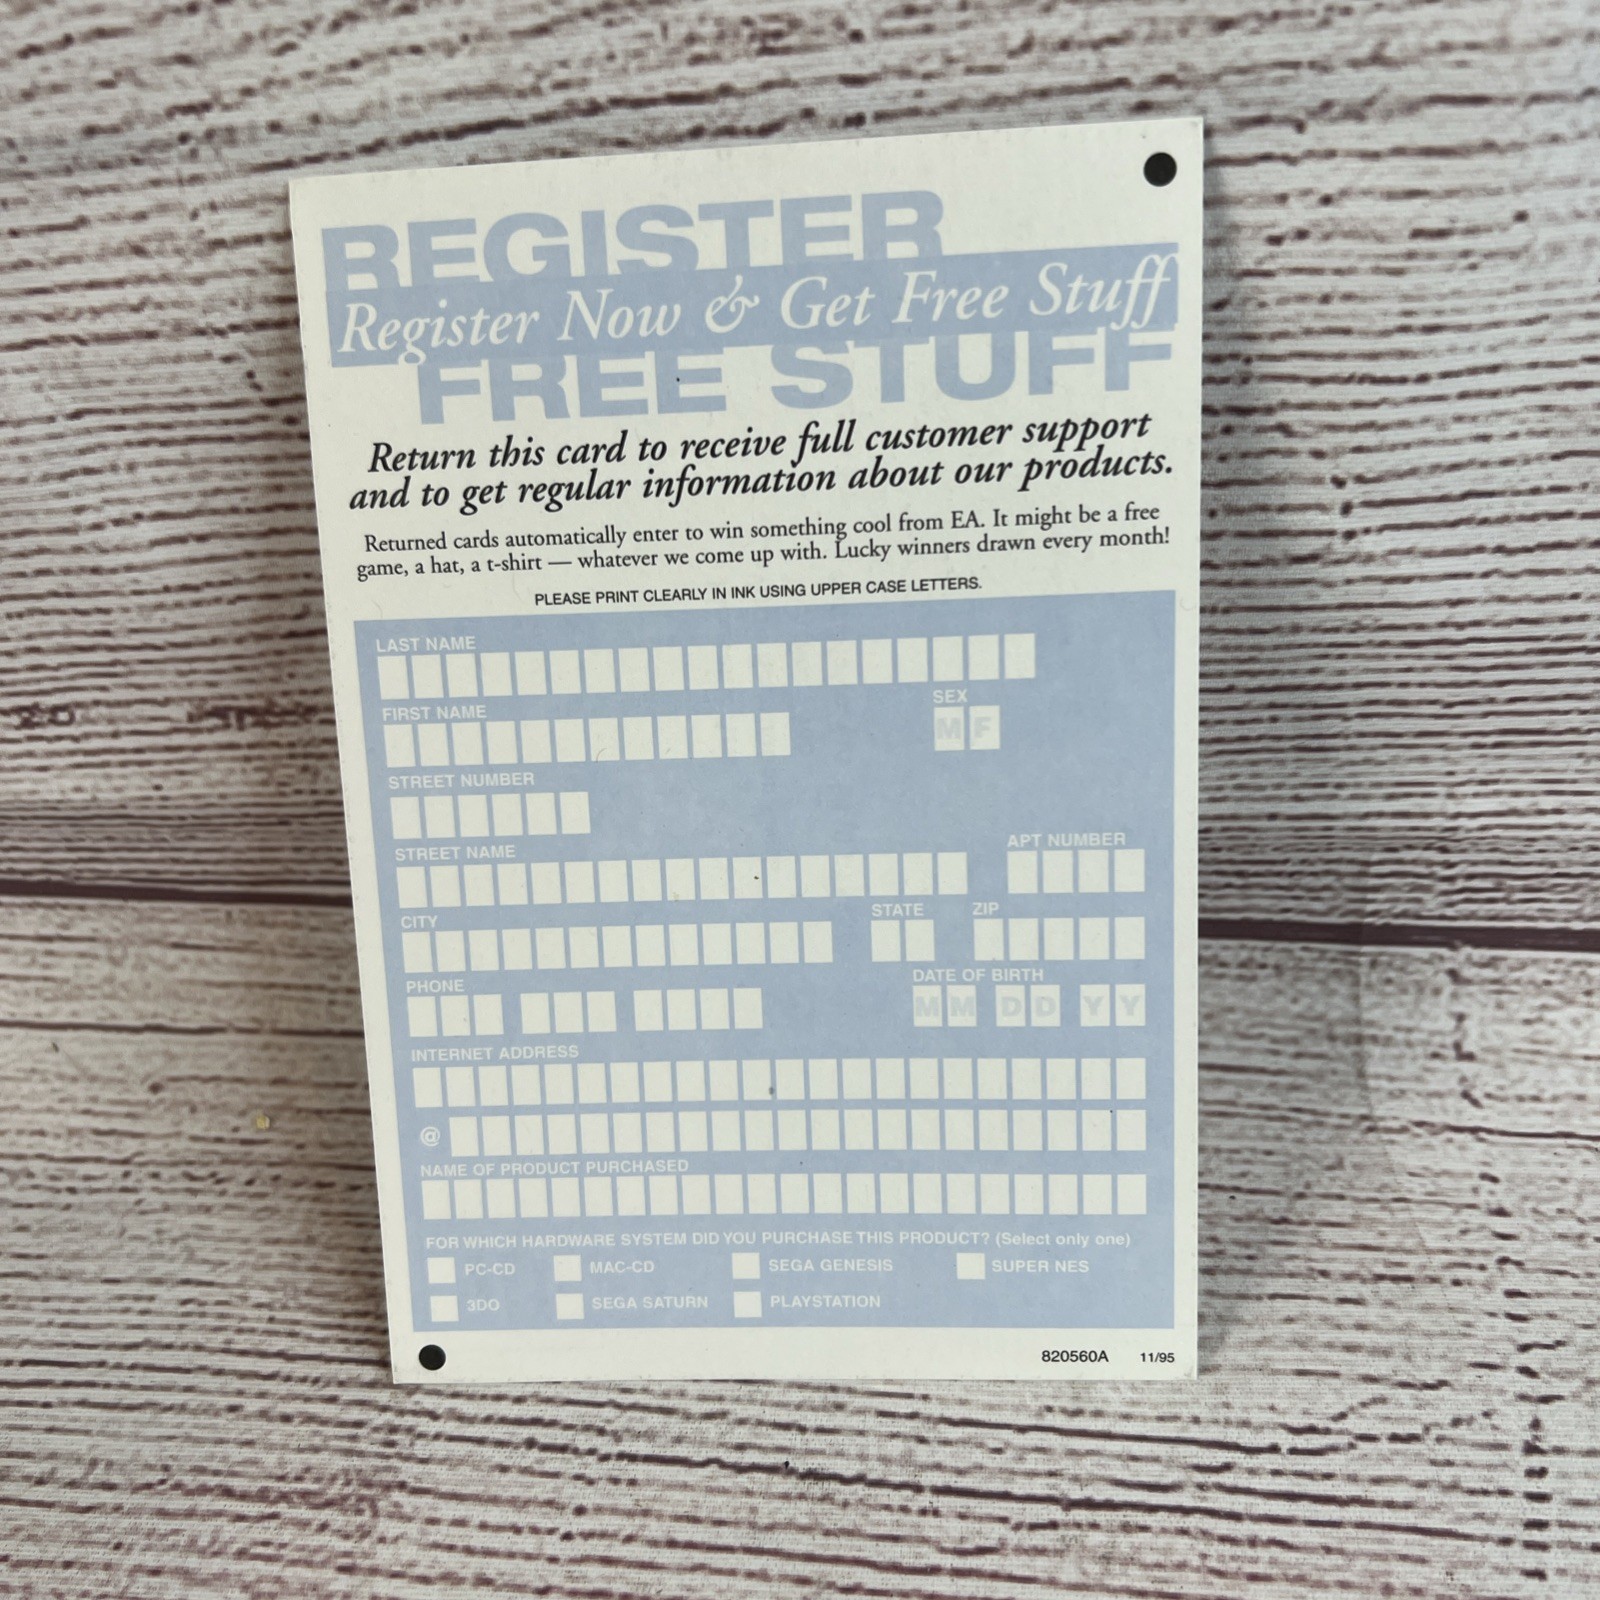 REGISTER
Register Now & Get Free Stuff
FREE STUFF
Return this card to receive full customer support
and to get regular information about our products.
Returned cards automatically enter to win something cool from EA. It might be a free
game, a hat, a t-shirt — whatever we come up with. Lucky winners drawn every month!
PLEASE PRINT CLEARLY IN INK USING UPPER CASE LETTERS.
LAST NAME
FIRST NAME
SEX
M F
STREET NUMBER
STREET NAME
APT NUMBER
CITY
STATE
ZIP
PHONE
DATE OF BIRTH
M M D D Y Y
INTERNET ADDRESS
@
NAME OF PRODUCT PURCHASED
FOR WHICH HARDWARE SYSTEM DID YOU PURCHASE THIS PRODUCT? (Select only one)
PC-CD MAC-CD SEGA GENESIS SUPER NES
3DO SEGA SATURN PLAYSTATION
820560A 11/95